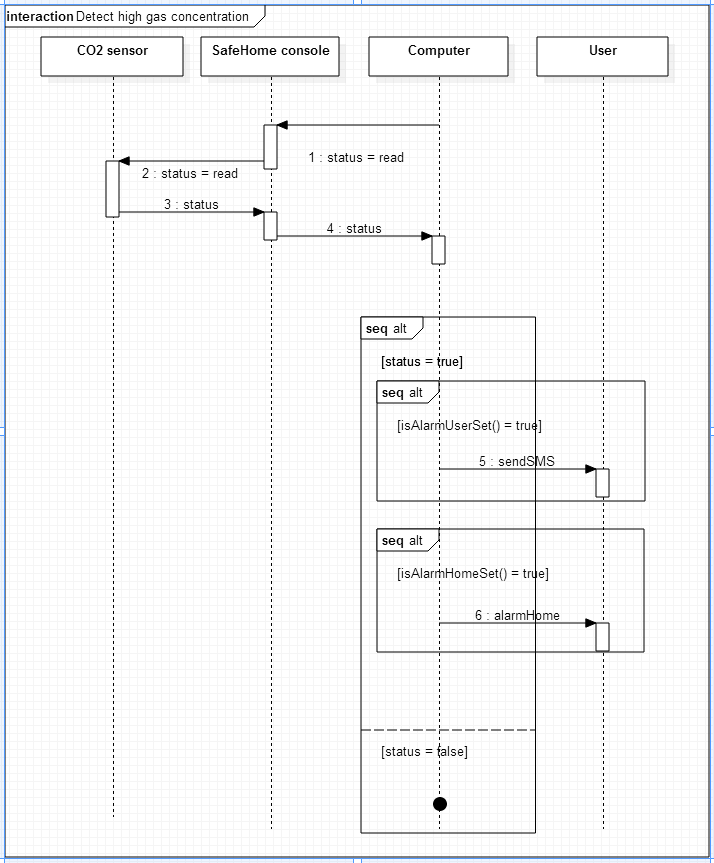 interaction Detect high gas concentration
CO2 sensor
SafeHome console
Computer
User
1 : status = read
2 : status = read
3 : status
4 : status
seq alt
[status = true]
seq alt
[isAlarmUserSet() = true]
5 : sendSMS
seq alt
[isAlarmHomeSet() = true]
6 : alarmHome
[status = false]